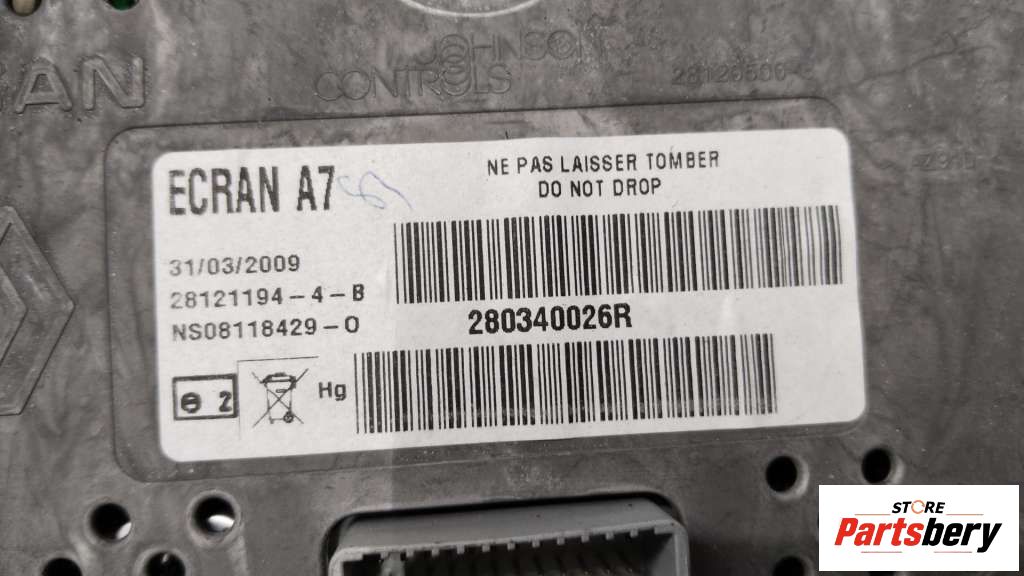 JOHNSON
CONTROLS
ECRAN A7
NE PAS LAISSER TOMBER
DO NOT DROP
31/03/2009
28121194-4-B
NS08118429-0
280340026R
Z
Hg
STORE
Partsbery